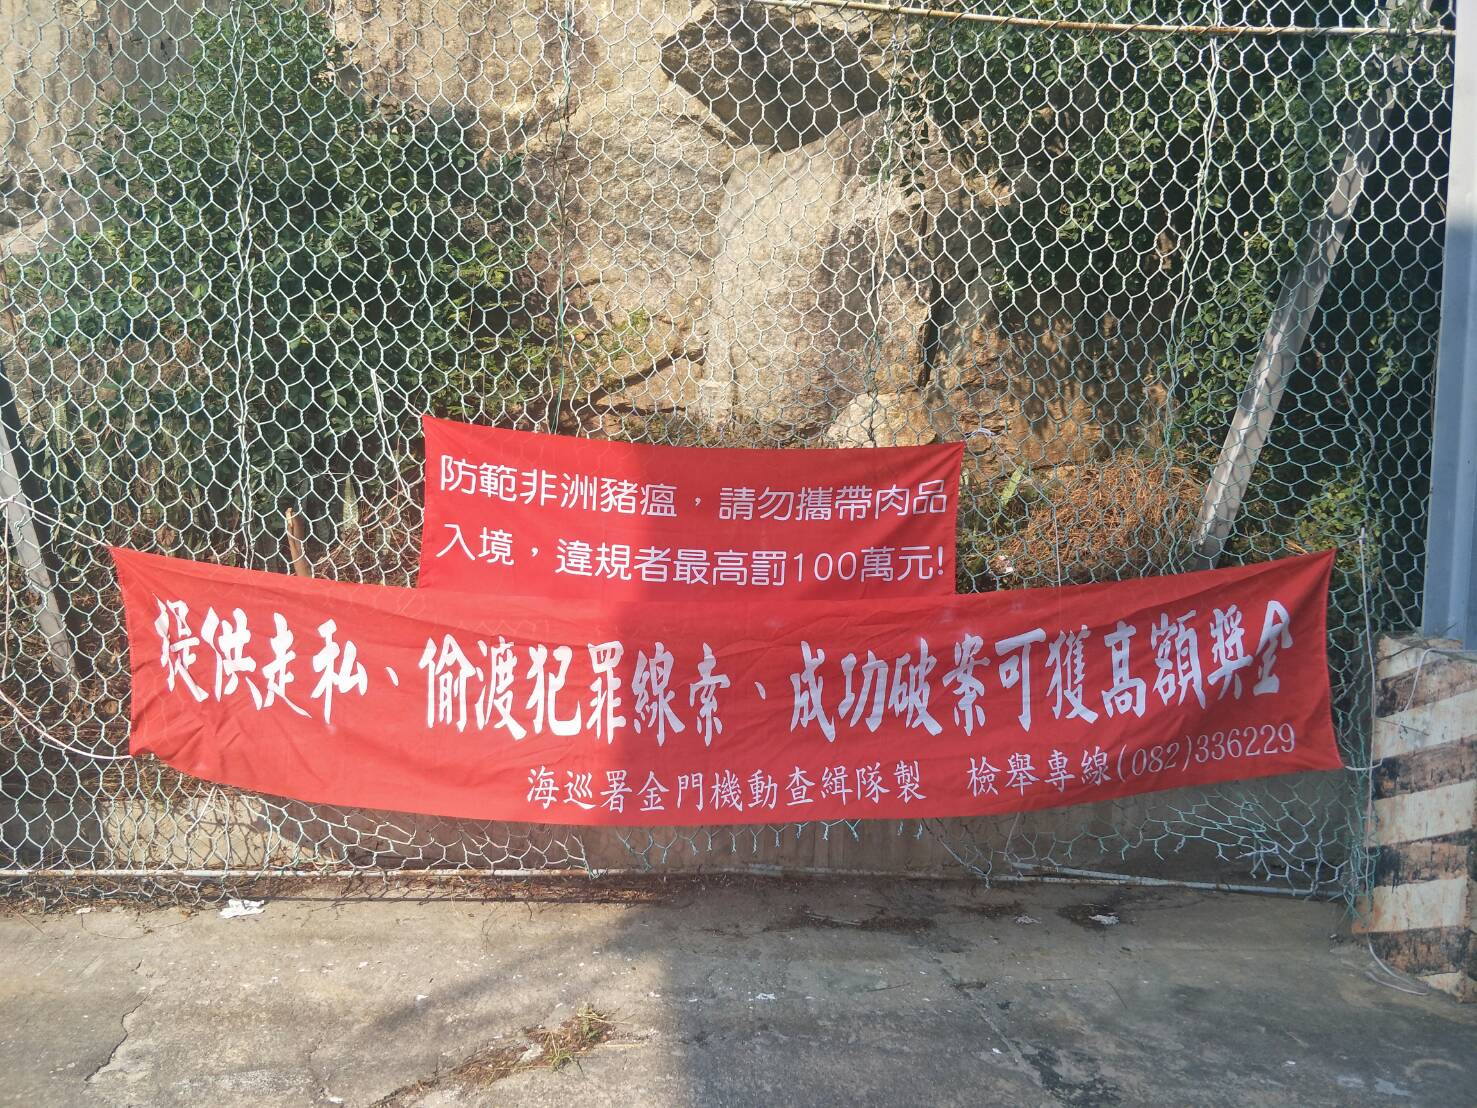 防範非洲豬瘟，請勿攜帶肉品
入境，違規者最高罰100萬元!
提供走私、偷渡犯罪線索、成功破案可獲高額獎金
海巡署金門機動查緝隊製　檢舉專線(082)336229